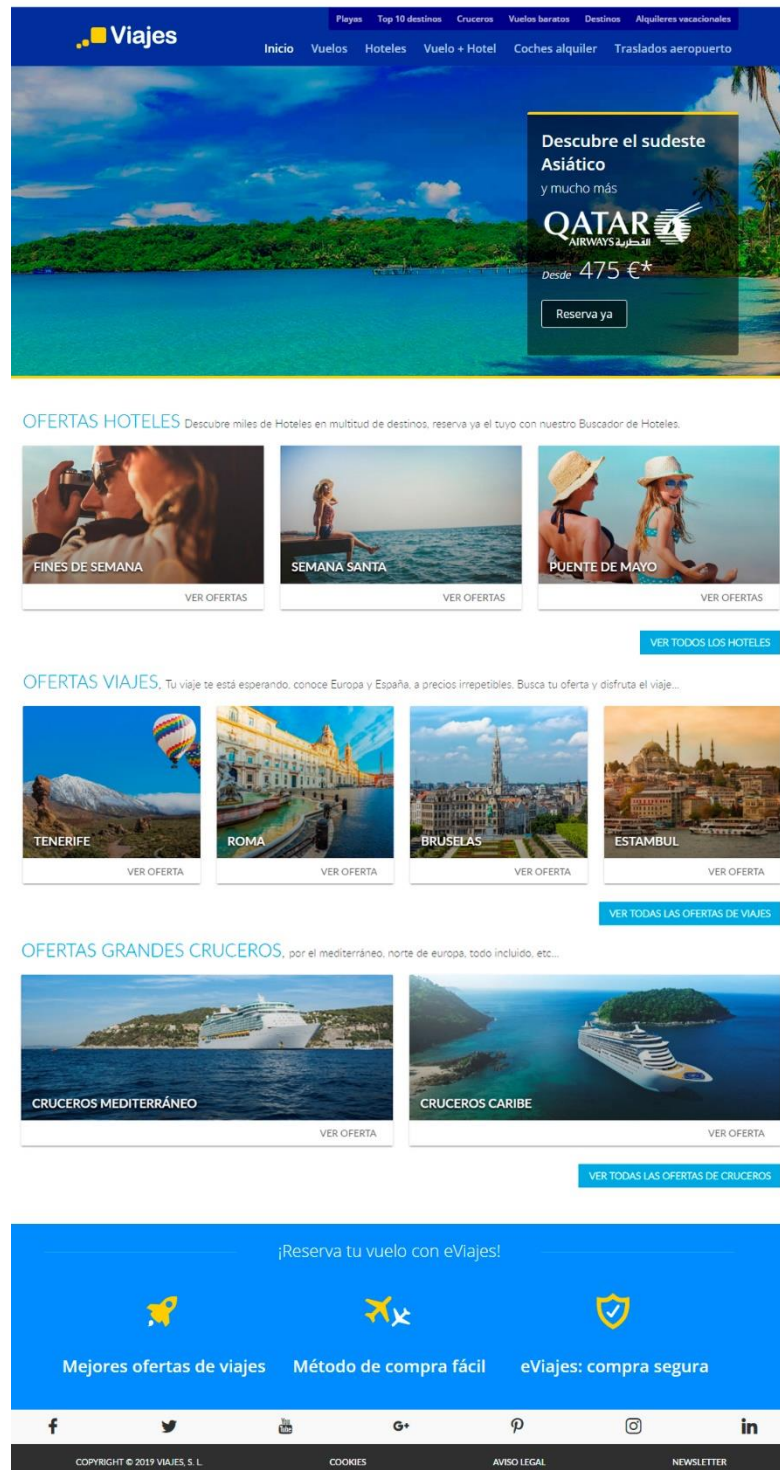 Viajes
Playas Top 10 destinos Cruceros Vuelos baratos Destinos Alquileres vacacionales
Inicio Vuelos Hoteles Vuelo + Hotel Coches alquiler Traslados aeropuerto
Descubre el sudeste
Asiático
y mucho más
QATAR
AIRWAYS القطرية
Desde 475 €*
Reserva ya
OFERTAS HOTELES Descubre miles de Hoteles en multitud de destinos, reserva ya el tuyo con nuestro Buscador de Hoteles.
FINES DE SEMANA
SEMANA SANTA
PUENTE DE MAYO
VER OFERTAS
VER OFERTAS
VER OFERTAS
VER TODOS LOS HOTELES
OFERTAS VIAJES, Tu viaje te está esperando, conoce Europa y España, a precios irrepetibles. Busca tu oferta y disfruta el viaje...
TENERIFE
ROMA
BRUSELAS
ESTAMBUL
VER OFERTA
VER OFERTA
VER OFERTA
VER OFERTA
VER TODAS LAS OFERTAS DE VIAJES
OFERTAS GRANDES CRUCEROS, por el mediterráneo, norte de europa, todo incluido, etc...
CRUCEROS MEDITERRÁNEO
CRUCEROS CARIBE
VER OFERTA
VER OFERTA
VER TODAS LAS OFERTAS DE CRUCEROS
¡Reserva tu vuelo con eViajes!
Mejores ofertas de viajes
Método de compra fácil
eViajes: compra segura
f You Tube G+ in
COPYRIGHT © 2019 VIAJES, S. L. COOKIES AVISO LEGAL NEWSLETTER